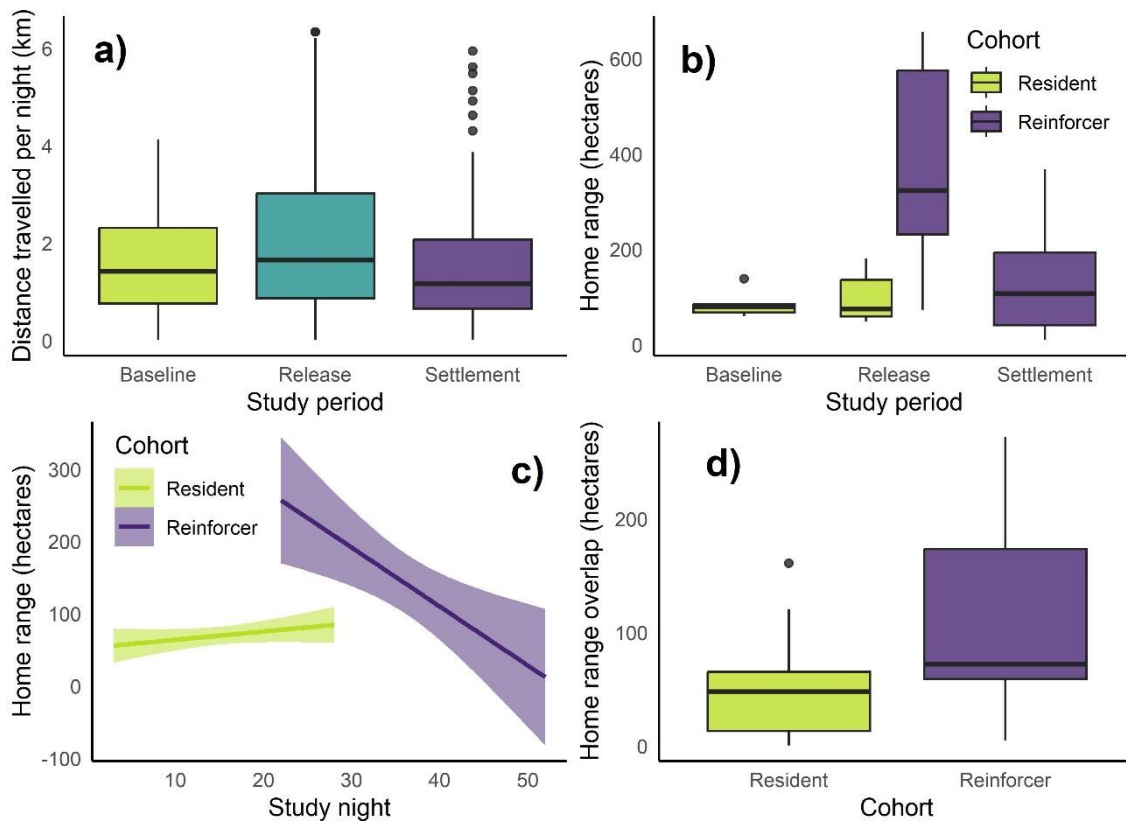 a)
Distance travelled per night (km)
6
4
2
0
Baseline Release Settlement
Study period
b)
Cohort
Resident
Reinforcer
Home range (hectares)
600
400
200
0
Baseline Release Settlement
Study period
c)
Cohort
Resident
Reinforcer
Home range (hectares)
300
200
100
0
-100
10 20 30 40 50
Study night
d)
Home range overlap (hectares)
200
100
0
Resident Reinforcer
Cohort